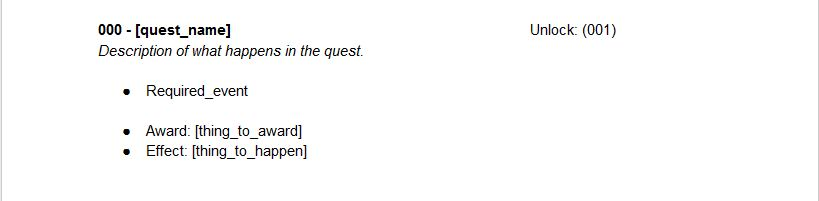 000 - [quest_name] Unlock: (001)
Description of what happens in the quest.
● Required_event
● Award: [thing_to_award]
● Effect: [thing_to_happen]